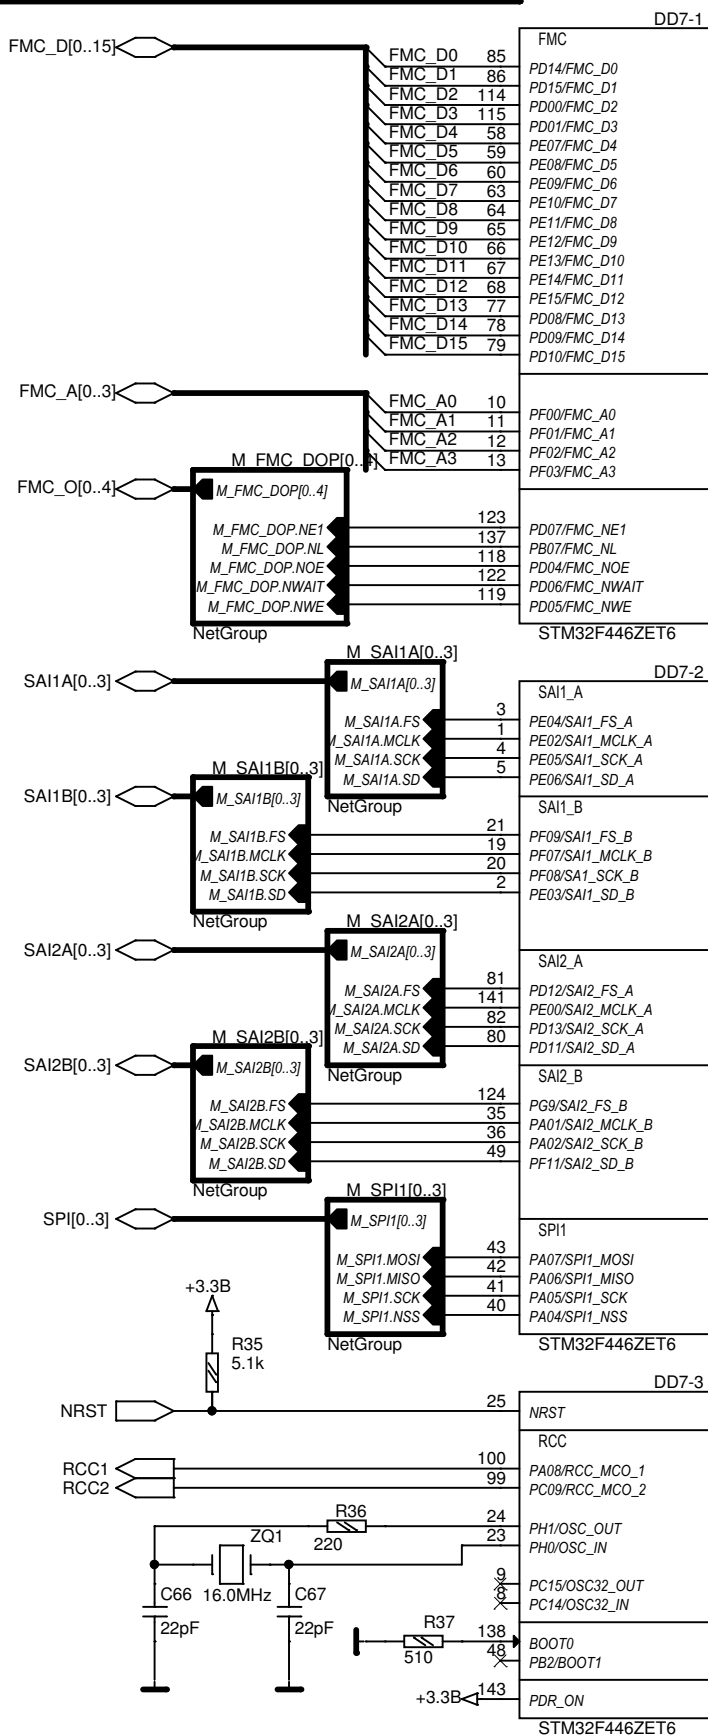 DD7-1
FMC_D[0..15]
FMC
FMC_D0 85 PD14/FMC_D0
FMC_D1 86 PD15/FMC_D1
FMC_D2 114 PD00/FMC_D2
FMC_D3 115 PD01/FMC_D3
FMC_D4 58 PE07/FMC_D4
FMC_D5 59 PE08/FMC_D5
FMC_D6 60 PE09/FMC_D6
FMC_D7 63 PE10/FMC_D7
FMC_D8 64 PE11/FMC_D8
FMC_D9 65 PE12/FMC_D9
FMC_D10 66 PE13/FMC_D10
FMC_D11 67 PE14/FMC_D11
FMC_D12 68 PE15/FMC_D12
FMC_D13 77 PD08/FMC_D13
FMC_D14 78 PD09/FMC_D14
FMC_D15 79 PD10/FMC_D15
FMC_A[0..3]
FMC_A0 10 PF00/FMC_A0
FMC_A1 11 PF01/FMC_A1
FMC_A2 12 PF02/FMC_A2
FMC_A3 13 PF03/FMC_A3
M_FMC_DOP[0..4]
FMC_O[0..4] M_FMC_DOP[0..4]
M_FMC_DOP.NE1 123 PD07/FMC_NE1
M_FMC_DOP.NL 137 PB07/FMC_NL
M_FMC_DOP.NOE 118 PD04/FMC_NOE
M_FMC_DOP.NWAIT 122 PD06/FMC_NWAIT
M_FMC_DOP.NWE 119 PD05/FMC_NWE
NetGroup STM32F446ZET6
M_SAI1A[0..3] DD7-2
SAI1A[0..3] M_SAI1A[0..3] SAI1_A
M_SAI1A.FS 3 PE04/SAI1_FS_A
M_SAI1A.MCLK 1 PE02/SAI1_MCLK_A
M_SAI1A.SCK 4 PE05/SAI1_SCK_A
M_SAI1A.SD 5 PE06/SAI1_SD_A
M_SAI1B[0..3]
SAI1B[0..3] M_SAI1B[0..3] NetGroup SAI1_B
M_SAI1B.FS 21 PF09/SAI1_FS_B
M_SAI1B.MCLK 19 PF07/SAI1_MCLK_B
M_SAI1B.SCK 20 PF08/SA1_SCK_B
M_SAI1B.SD 2 PE03/SAI1_SD_B
NetGroup M_SAI2A[0..3]
SAI2A[0..3] M_SAI2A[0..3] SAI2_A
M_SAI2A.FS 81 PD12/SAI2_FS_A
M_SAI2A.MCLK 141 PE00/SAI2_MCLK_A
M_SAI2A.SCK 82 PD13/SAI2_SCK_A
M_SAI2A.SD 80 PD11/SAI2_SD_A
M_SAI2B[0..3]
SAI2B[0..3] M_SAI2B[0..3] NetGroup SAI2_B
M_SAI2B.FS 124 PG9/SAI2_FS_B
M_SAI2B.MCLK 35 PA01/SAI2_MCLK_B
M_SAI2B.SCK 36 PA02/SAI2_SCK_B
M_SAI2B.SD 49 PF11/SAI2_SD_B
NetGroup M_SPI1[0..3]
SPI[0..3] M_SPI1[0..3] SPI1
M_SPI1.MOSI 43 PA07/SPI1_MOSI
M_SPI1.MISO 42 PA06/SPI1_MISO
M_SPI1.SCK 41 PA05/SPI1_SCK
M_SPI1.NSS 40 PA04/SPI1_NSS
NetGroup STM32F446ZET6
+3.3В
R35
5.1k
DD7-3
NRST 25 NRST
RCC
RCC1 100 PA08/RCC_MCO_1
RCC2 99 PC09/RCC_MCO_2
R36 24 PH1/OSC_OUT
220 23 PH0/OSC_IN
ZQ1
16.0MHz
9 PC15/OSC32_OUT
8 PC14/OSC32_IN
C66 C67
22pF 22pF
R37 138 BOOT0
510 48 PB2/BOOT1
+3.3В 143 PDR_ON
STM32F446ZET6